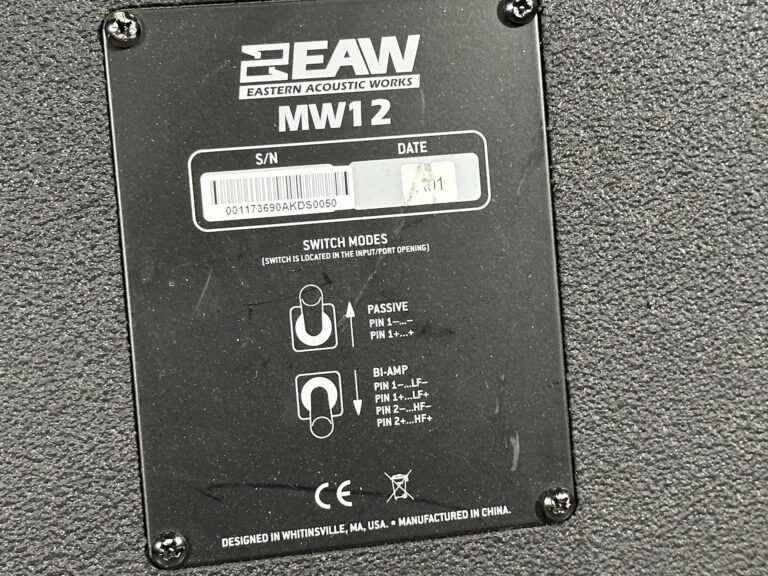 EAW
EASTERN ACOUSTIC WORKS
MW12
S/N DATE
001173690AKDS0050
SWITCH MODES
(SWITCH IS LOCATED IN THE INPUT/PORT OPENING)
PASSIVE
PIN 1–...–
PIN 1+...+
BI-AMP
PIN 1–...LF–
PIN 1+...LF+
PIN 2–...HF–
PIN 2+...HF+
CE
DESIGNED IN WHITINSVILLE, MA, USA. • MANUFACTURED IN CHINA.